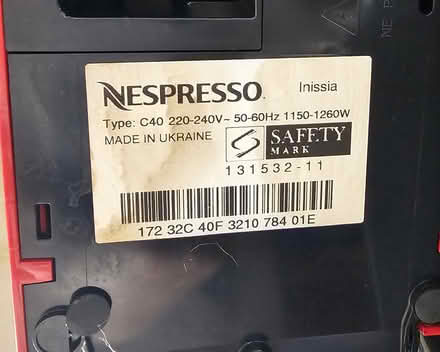 NESPRESSO. Inissia
Type: C40 220-240V~ 50-60Hz 1150-1260W
MADE IN UKRAINE
SAFETY
MARK
131532-11
172 32C 40F 3210 784 01E